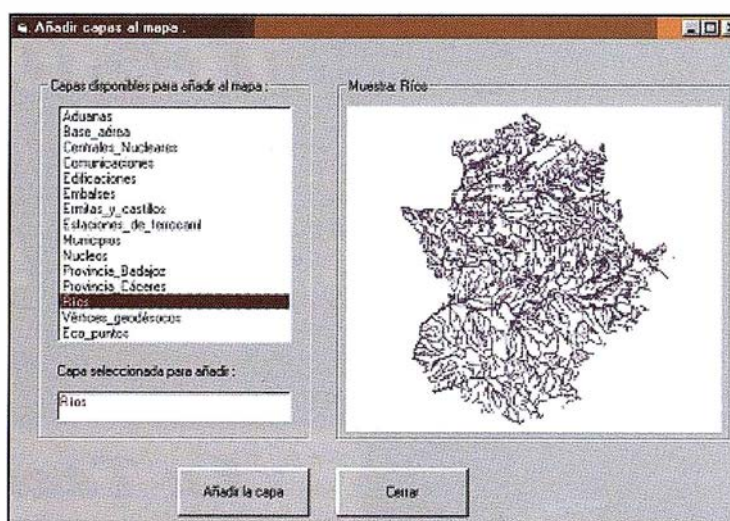 Añadir capas al mapa :
Capas disponibles para añadir al mapa :
Aduanas
Base_aérea
Centrales_Nucleares
Comunicaciones
Edificaciones
Embalses
Ermitas_y_castillos
Estaciones_de_ferrocarril
Municipios
Nucleos
Provincia_Badajoz
Provincia_Cáceres
Ríos
Vértices_geodésocos
Eco_puntos
Capa seleccionada para añadir :
Ríos
Muestra: Ríos
Añadir la capa
Cerrar